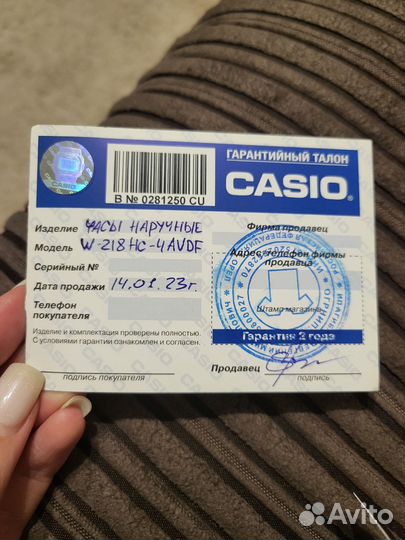 ГАРАНТИЙНЫЙ ТАЛОН
CASIO
B № 0281250 CU
Изделие ЧАСЫ НАРУЧНЫЕ
Модель W-218HC-4AVDF
Серийный №
Дата продажи 14.01.23г.
Телефон
покупателя
Изделие и комплектация проверены полностью.
С условиями гарантии ознакомлен и согласен.
подпись покупателя
Фирма продавец
Адрес, телефон фирмы
продавца
Штамп магазина
Гарантия 2 года
Продавец
подпись
Avito